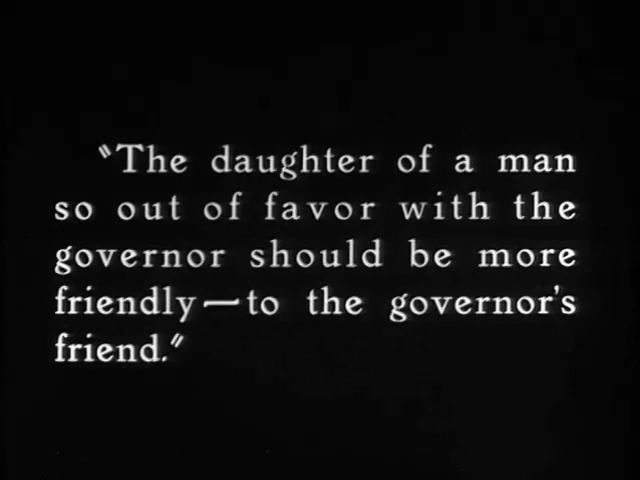 "The daughter of a man
so out of favor with the
governor should be more
friendly—to the governor's
friend."